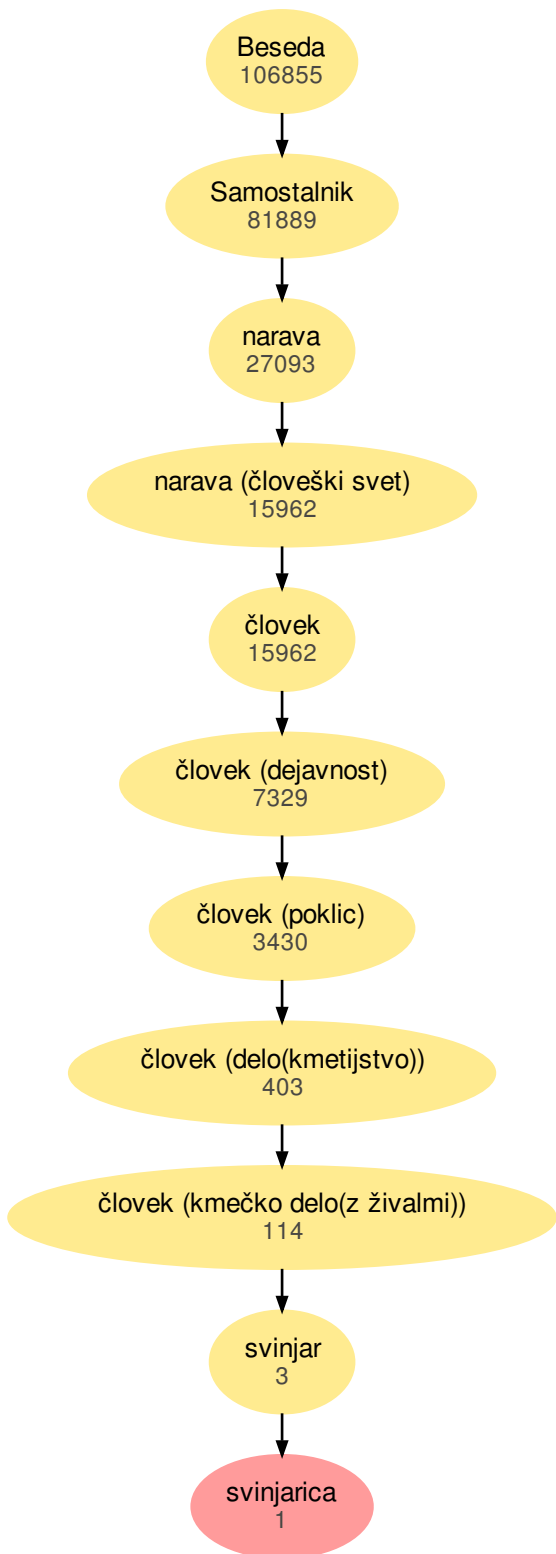 Beseda
106855
Samostalnik
81889
narava
27093
narava (človeški svet)
15962
človek
15962
človek (dejavnost)
7329
človek (poklic)
3430
človek (delo(kmetijstvo))
403
človek (kmečko delo(z živalmi))
114
svinjar
3
svinjarica
1